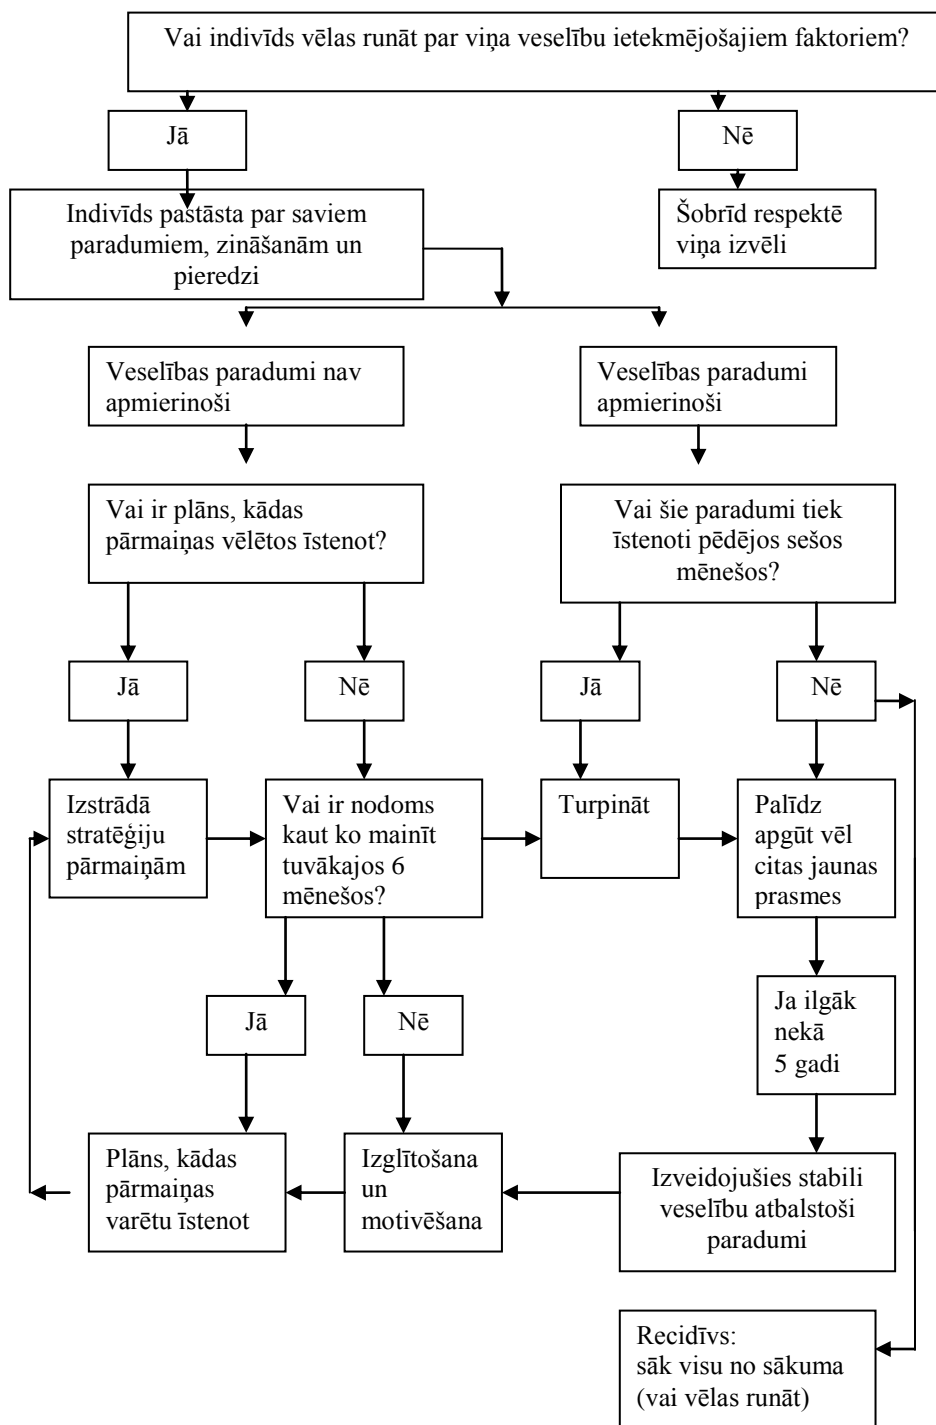 Vai indivīds vēlas runāt par viņa veselību ietekmējošajiem faktoriem?
Jā
Nē
Indivīds pastāsta par saviem
paradumiem, zināšanām un
pieredzi
Šobrīd respektē
viņa izvēli
Veselības paradumi nav
apmierinoši
Veselības paradumi
apmierinoši
Vai ir plāns, kādas
pārmaiņas vēlētos īstenot?
Vai šie paradumi tiek
īstenoti pēdējos sešos
mēnešos?
Jā
Nē
Jā
Nē
Izstrādā
stratēģiju
pārmaiņām
Vai ir nodoms
kaut ko mainīt
tuvākajos 6
mēnešos?
Turpināt
Palīdz
apgūt vēl
citas jaunas
prasmes
Jā
Nē
Ja ilgāk
nekā
5 gadi
Plāns, kādas
pārmaiņas
varētu īstenot
Izglītošana
un
motivēšana
Izveidojušies stabili
veselību atbalstoši
paradumi
Recidīvs:
sāk visu no sākuma
(vai vēlas runāt)